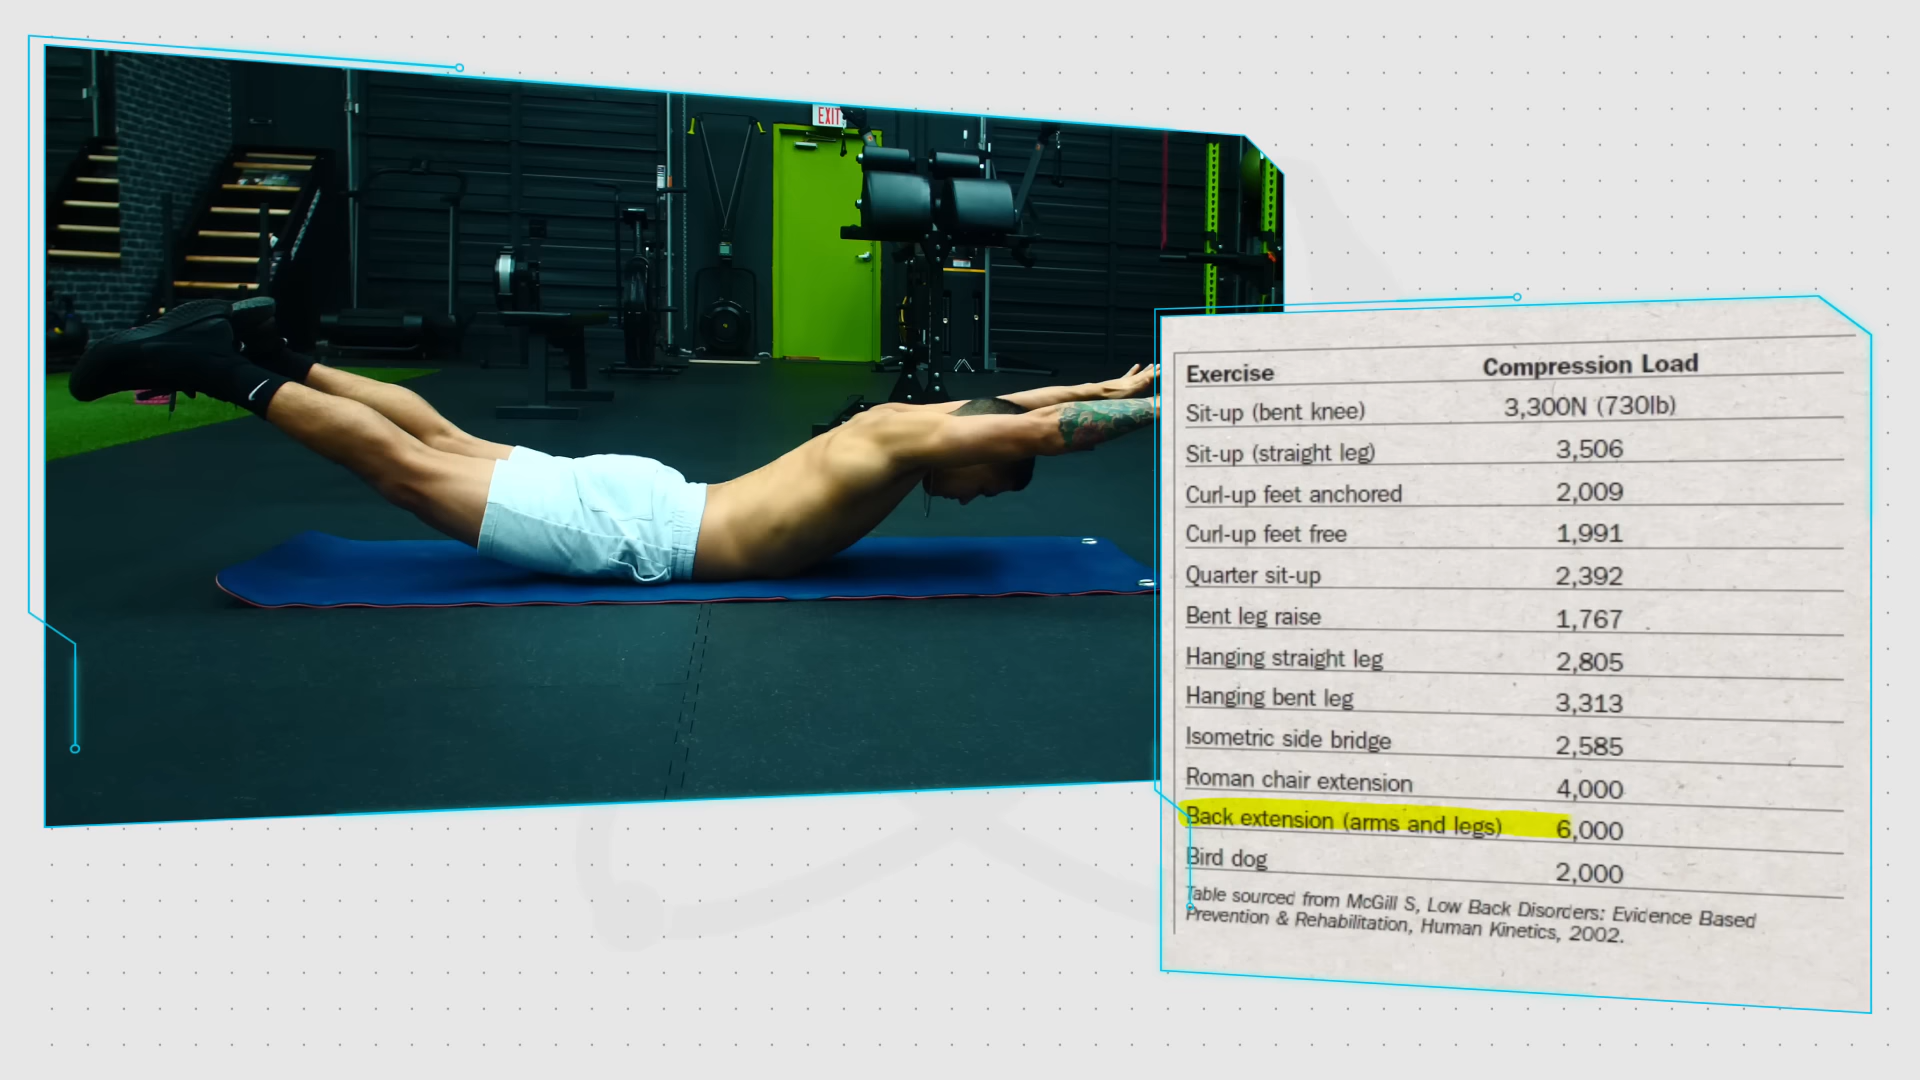 EXIT
Exercise Compression Load
Sit-up (bent knee) 3,300N (730lb)
Sit-up (straight leg) 3,506
Curl-up feet anchored 2,009
Curl-up feet free 1,991
Quarter sit-up 2,392
Bent leg raise 1,767
Hanging straight leg 2,805
Hanging bent leg 3,313
Isometric side bridge 2,585
Roman chair extension 4,000
Back extension (arms and legs) 6,000
Bird dog 2,000
Table sourced from McGill S, Low Back Disorders: Evidence Based
Prevention & Rehabilitation, Human Kinetics, 2002.